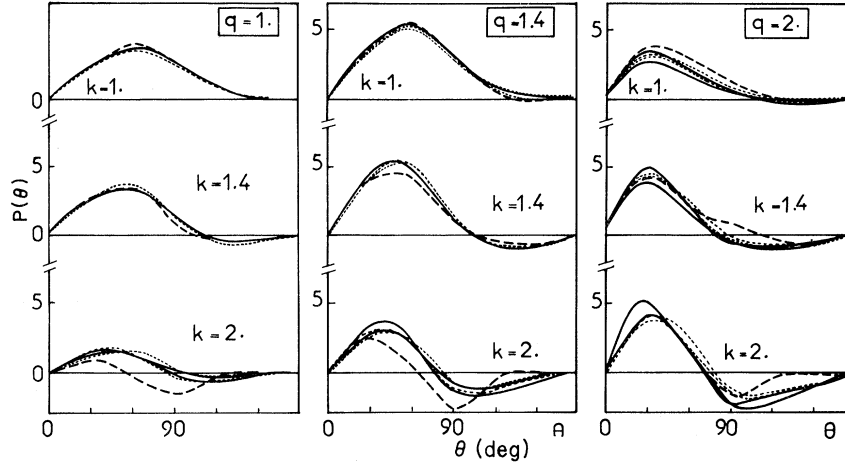 q = 1. q = 1.4 q = 2.
5 5 5
k = 1. k = 1. k = 1.
0 0 0
5 5 5
P(θ) k = 1.4 k = 1.4 k = 1.4
0 0 0
5 5 5
k = 2. k = 2. k = 2.
0 0 0
0 90 0 90 A 0 90 θ
θ (deg)